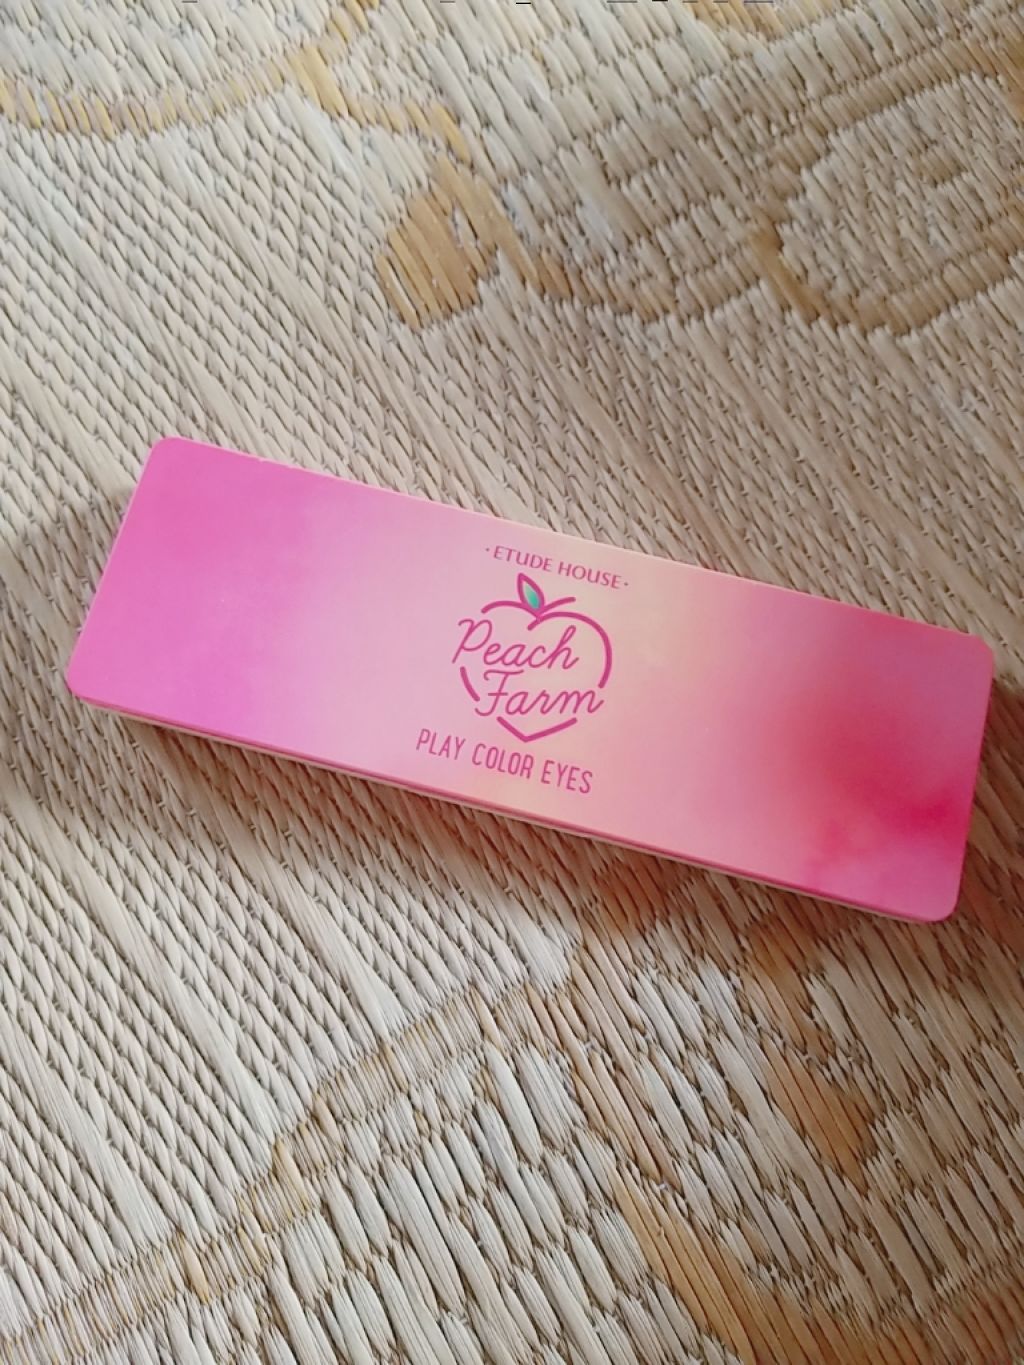 ·ETUDE HOUSE·
Peach
Farm
PLAY COLOR EYES